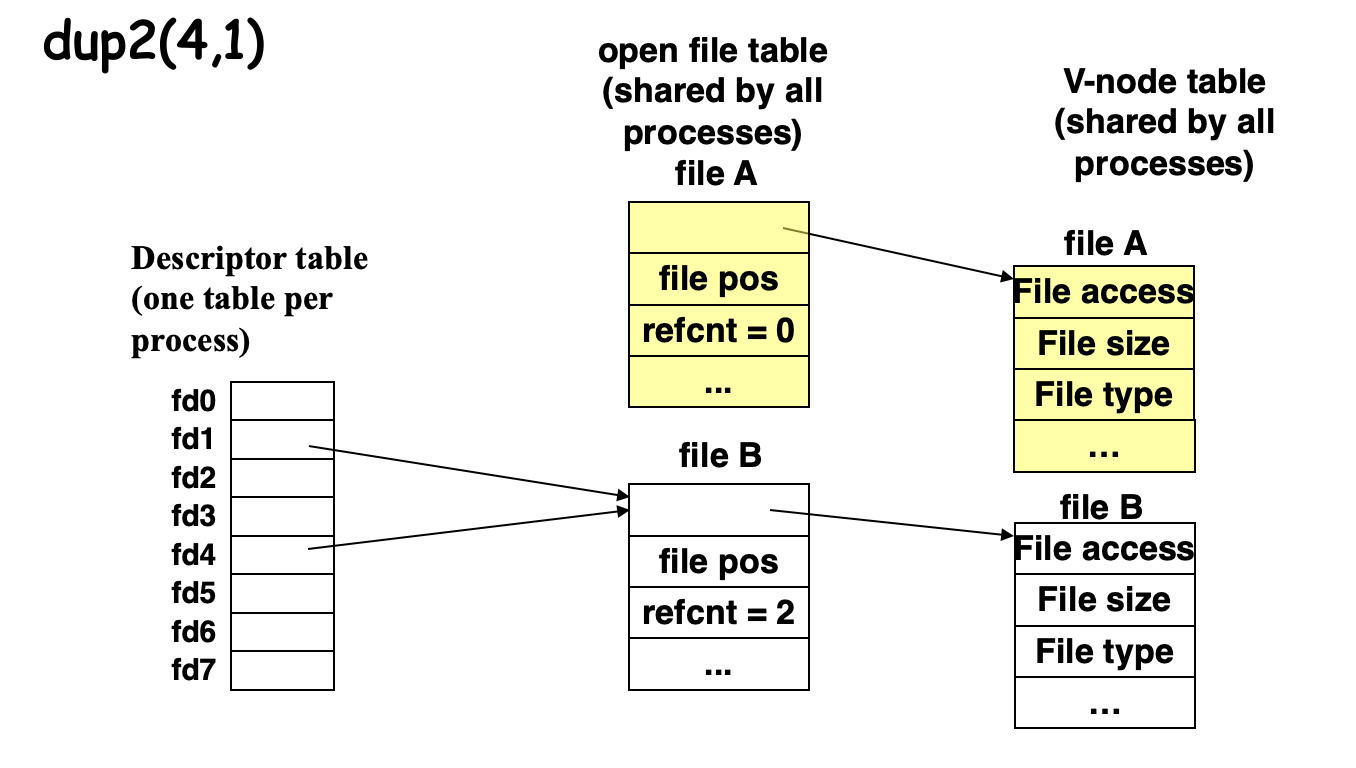 dup2(4,1)
open file table
(shared by all
processes)
file A
V-node table
(shared by all
processes)
Descriptor table
(one table per
process)
fd0
fd1
fd2
fd3
fd4
fd5
fd6
fd7
file pos
refcnt = 0
...
file B
file pos
refcnt = 2
...
file A
File access
File size
File type
...
file B
File access
File size
File type
...